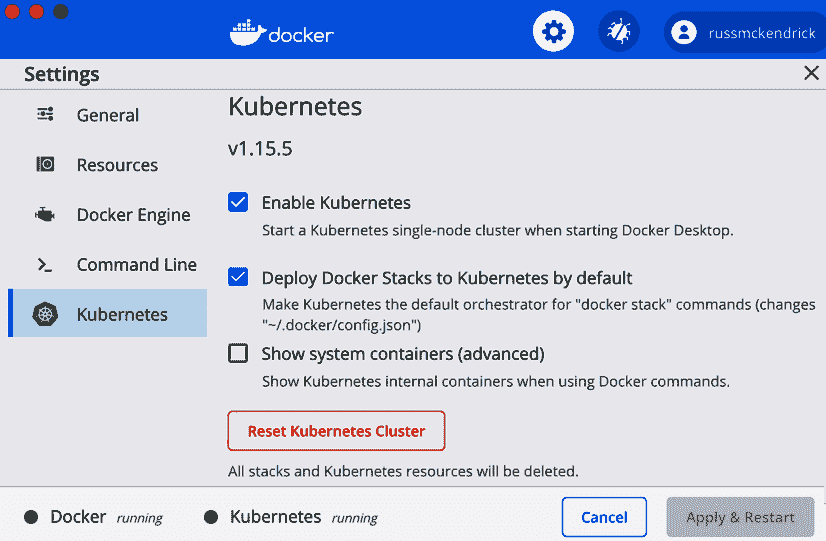 docker
russmckendrick
Settings
General
Resources
Docker Engine
Command Line
Kubernetes
Kubernetes
v1.15.5
Enable Kubernetes
Start a Kubernetes single-node cluster when starting Docker Desktop.
Deploy Docker Stacks to Kubernetes by default
Make Kubernetes the default orchestrator for "docker stack" commands (changes
"~/.docker/config.json")
Show system containers (advanced)
Show Kubernetes internal containers when using Docker commands.
Reset Kubernetes Cluster
All stacks and Kubernetes resources will be deleted.
Docker running
Kubernetes running
Cancel
Apply & Restart